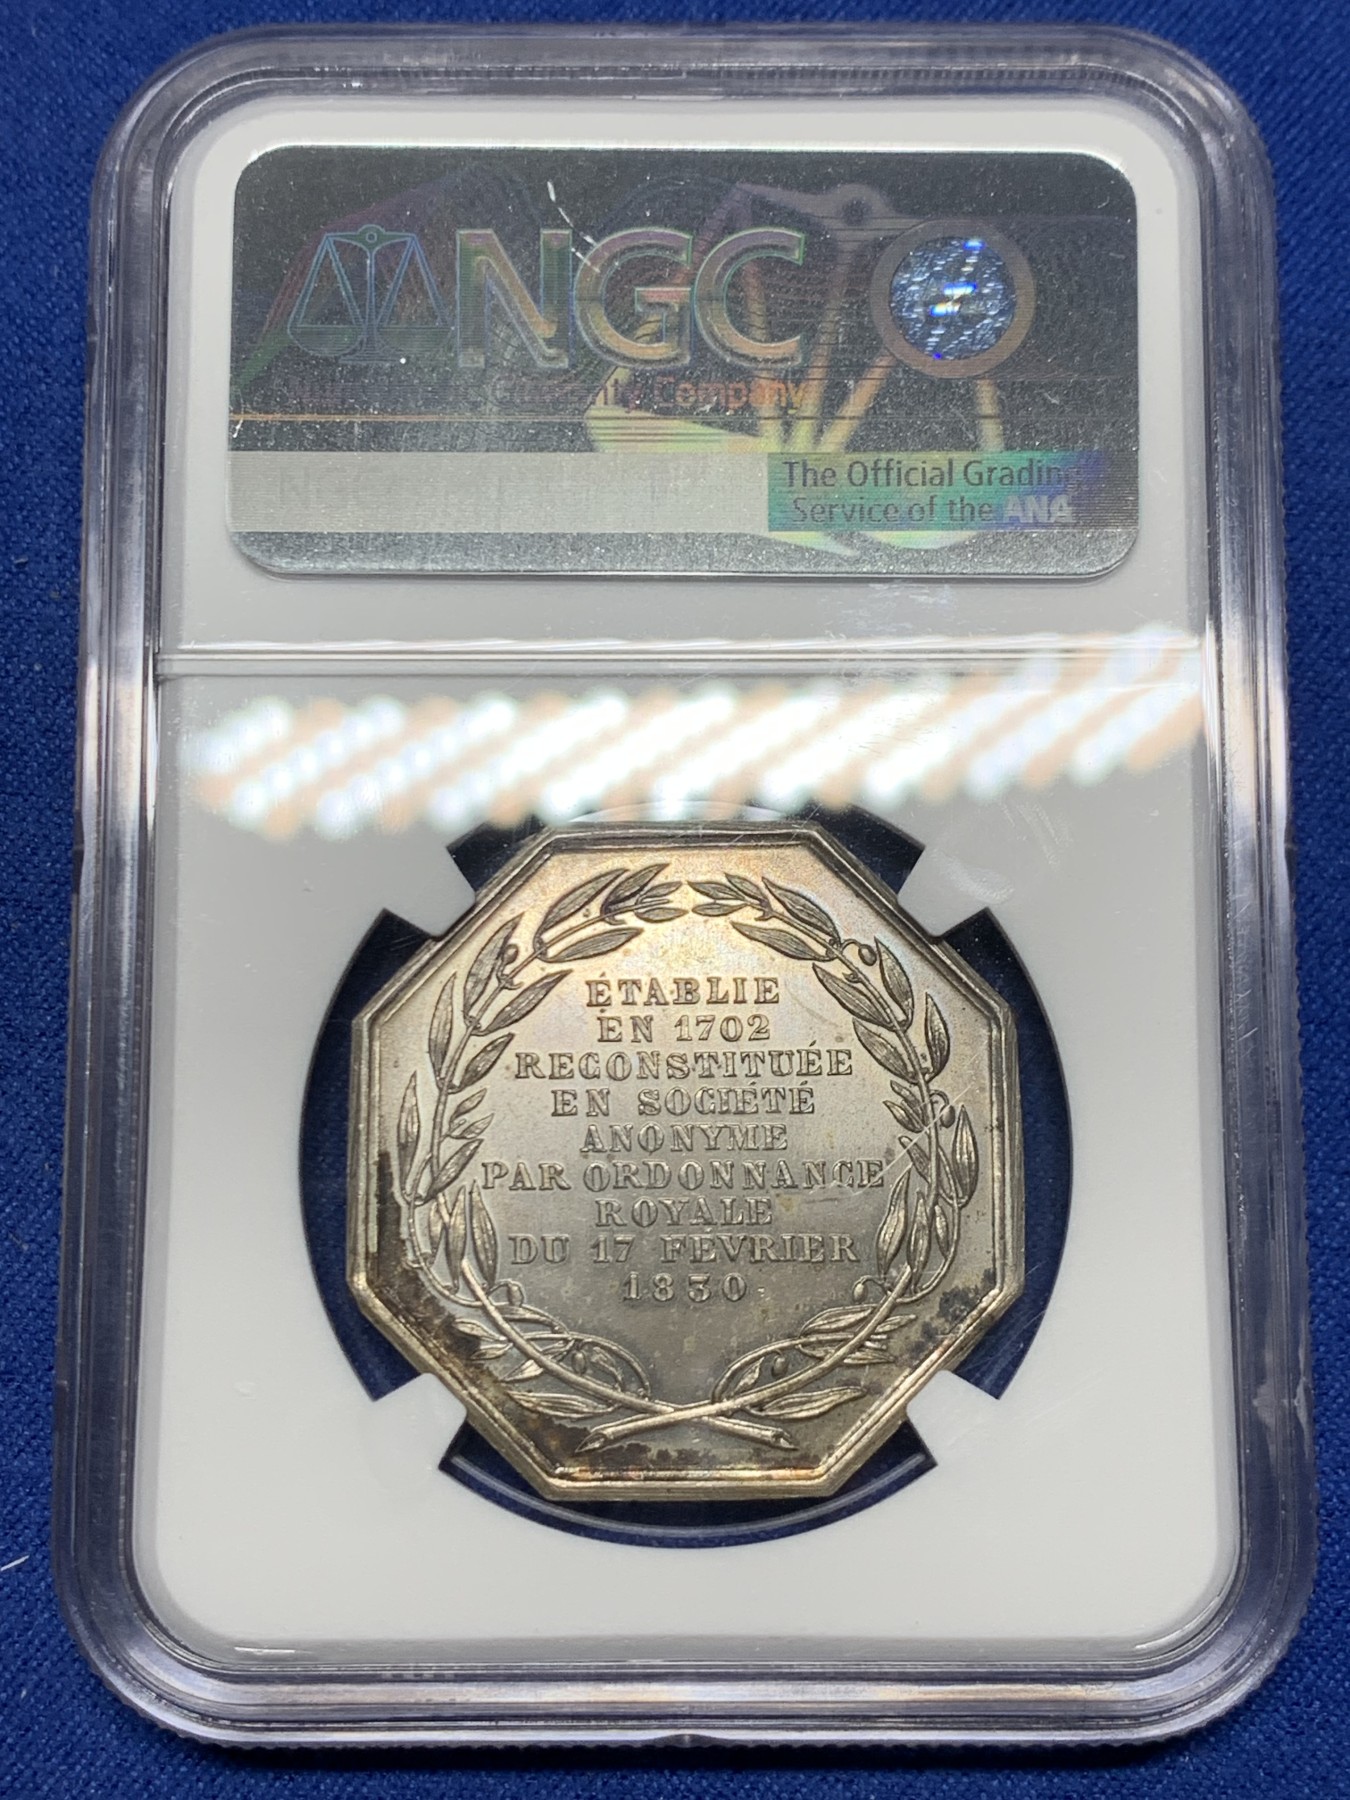 NGC
Company
The Official Grading
Service of the ANA
ÉTABLIE
EN 1702
RECONSTITUÉE
EN SOCIÉTÉ
ANONYME
PAR ORDONNANCE
ROYALE
DU 17 FEVRIER
1830.